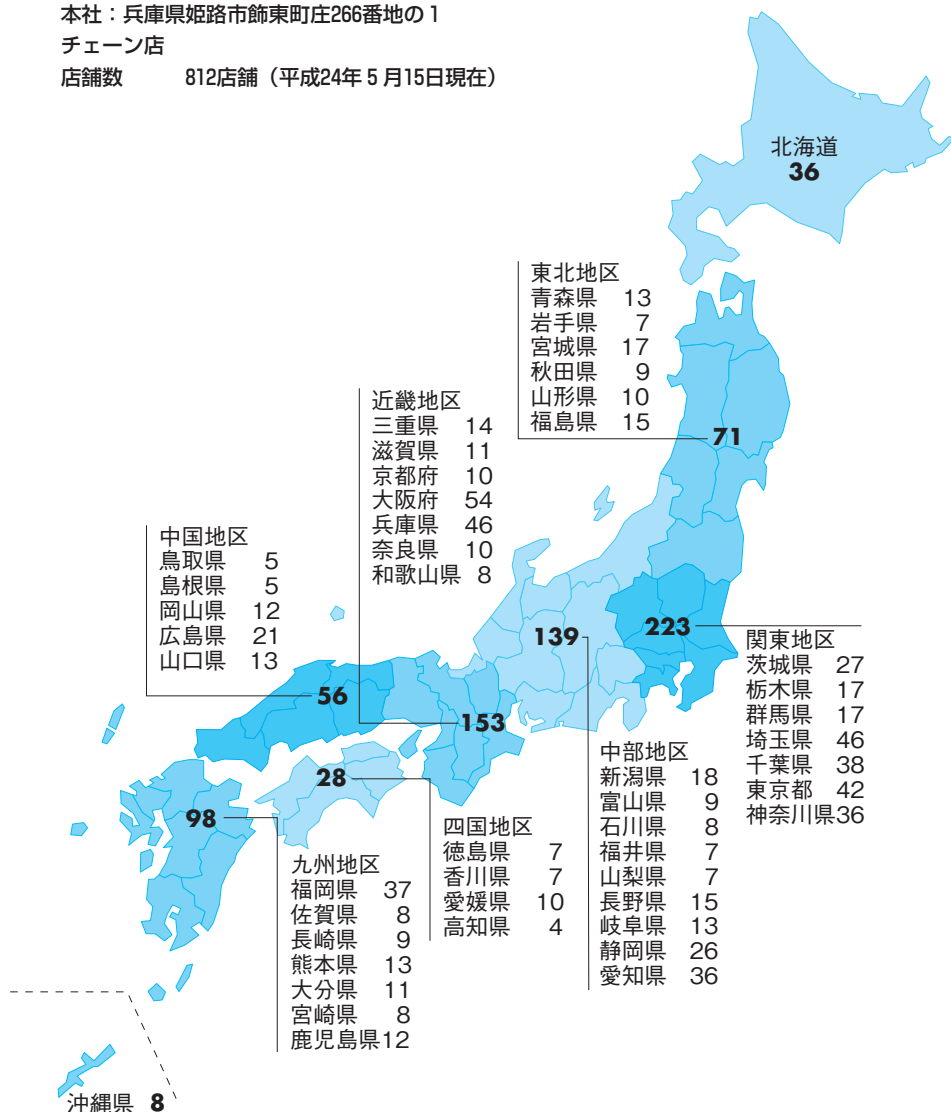 本社：兵庫県姫路市飾東町庄266番地の1
チェーン店
店舗数 812店舗（平成24年5月15日現在）
北海道
36
東北地区
青森県 13
岩手県 7
宮城県 17
秋田県 9
山形県 10
福島県 15
71
近畿地区
三重県 14
滋賀県 11
京都府 10
大阪府 54
兵庫県 46
奈良県 10
和歌山県 8
153
中国地区
鳥取県 5
島根県 5
岡山県 12
広島県 21
山口県 13
56
139
223
関東地区
茨城県 27
栃木県 17
群馬県 17
埼玉県 46
千葉県 38
東京都 42
神奈川県36
中部地区
新潟県 18
富山県 9
石川県 8
福井県 7
山梨県 7
長野県 15
岐阜県 13
静岡県 26
愛知県 36
28
四国地区
徳島県 7
香川県 7
愛媛県 10
高知県 4
98
九州地区
福岡県 37
佐賀県 8
長崎県 9
熊本県 13
大分県 11
宮崎県 8
鹿児島県12
沖縄県 8